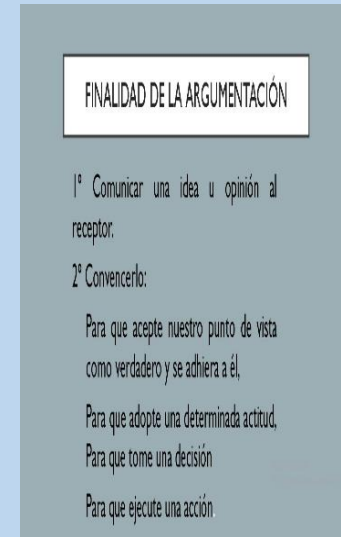 FINALIDAD DE LA ARGUMENTACIÓN
1º Comunicar una idea u opinión al
receptor.
2º Convencerlo:
Para que acepte nuestro punto de vista
como verdadero y se adhiera a él,
Para que adopte una determinada actitud,
Para que tome una decisión
Para que ejecute una acción.